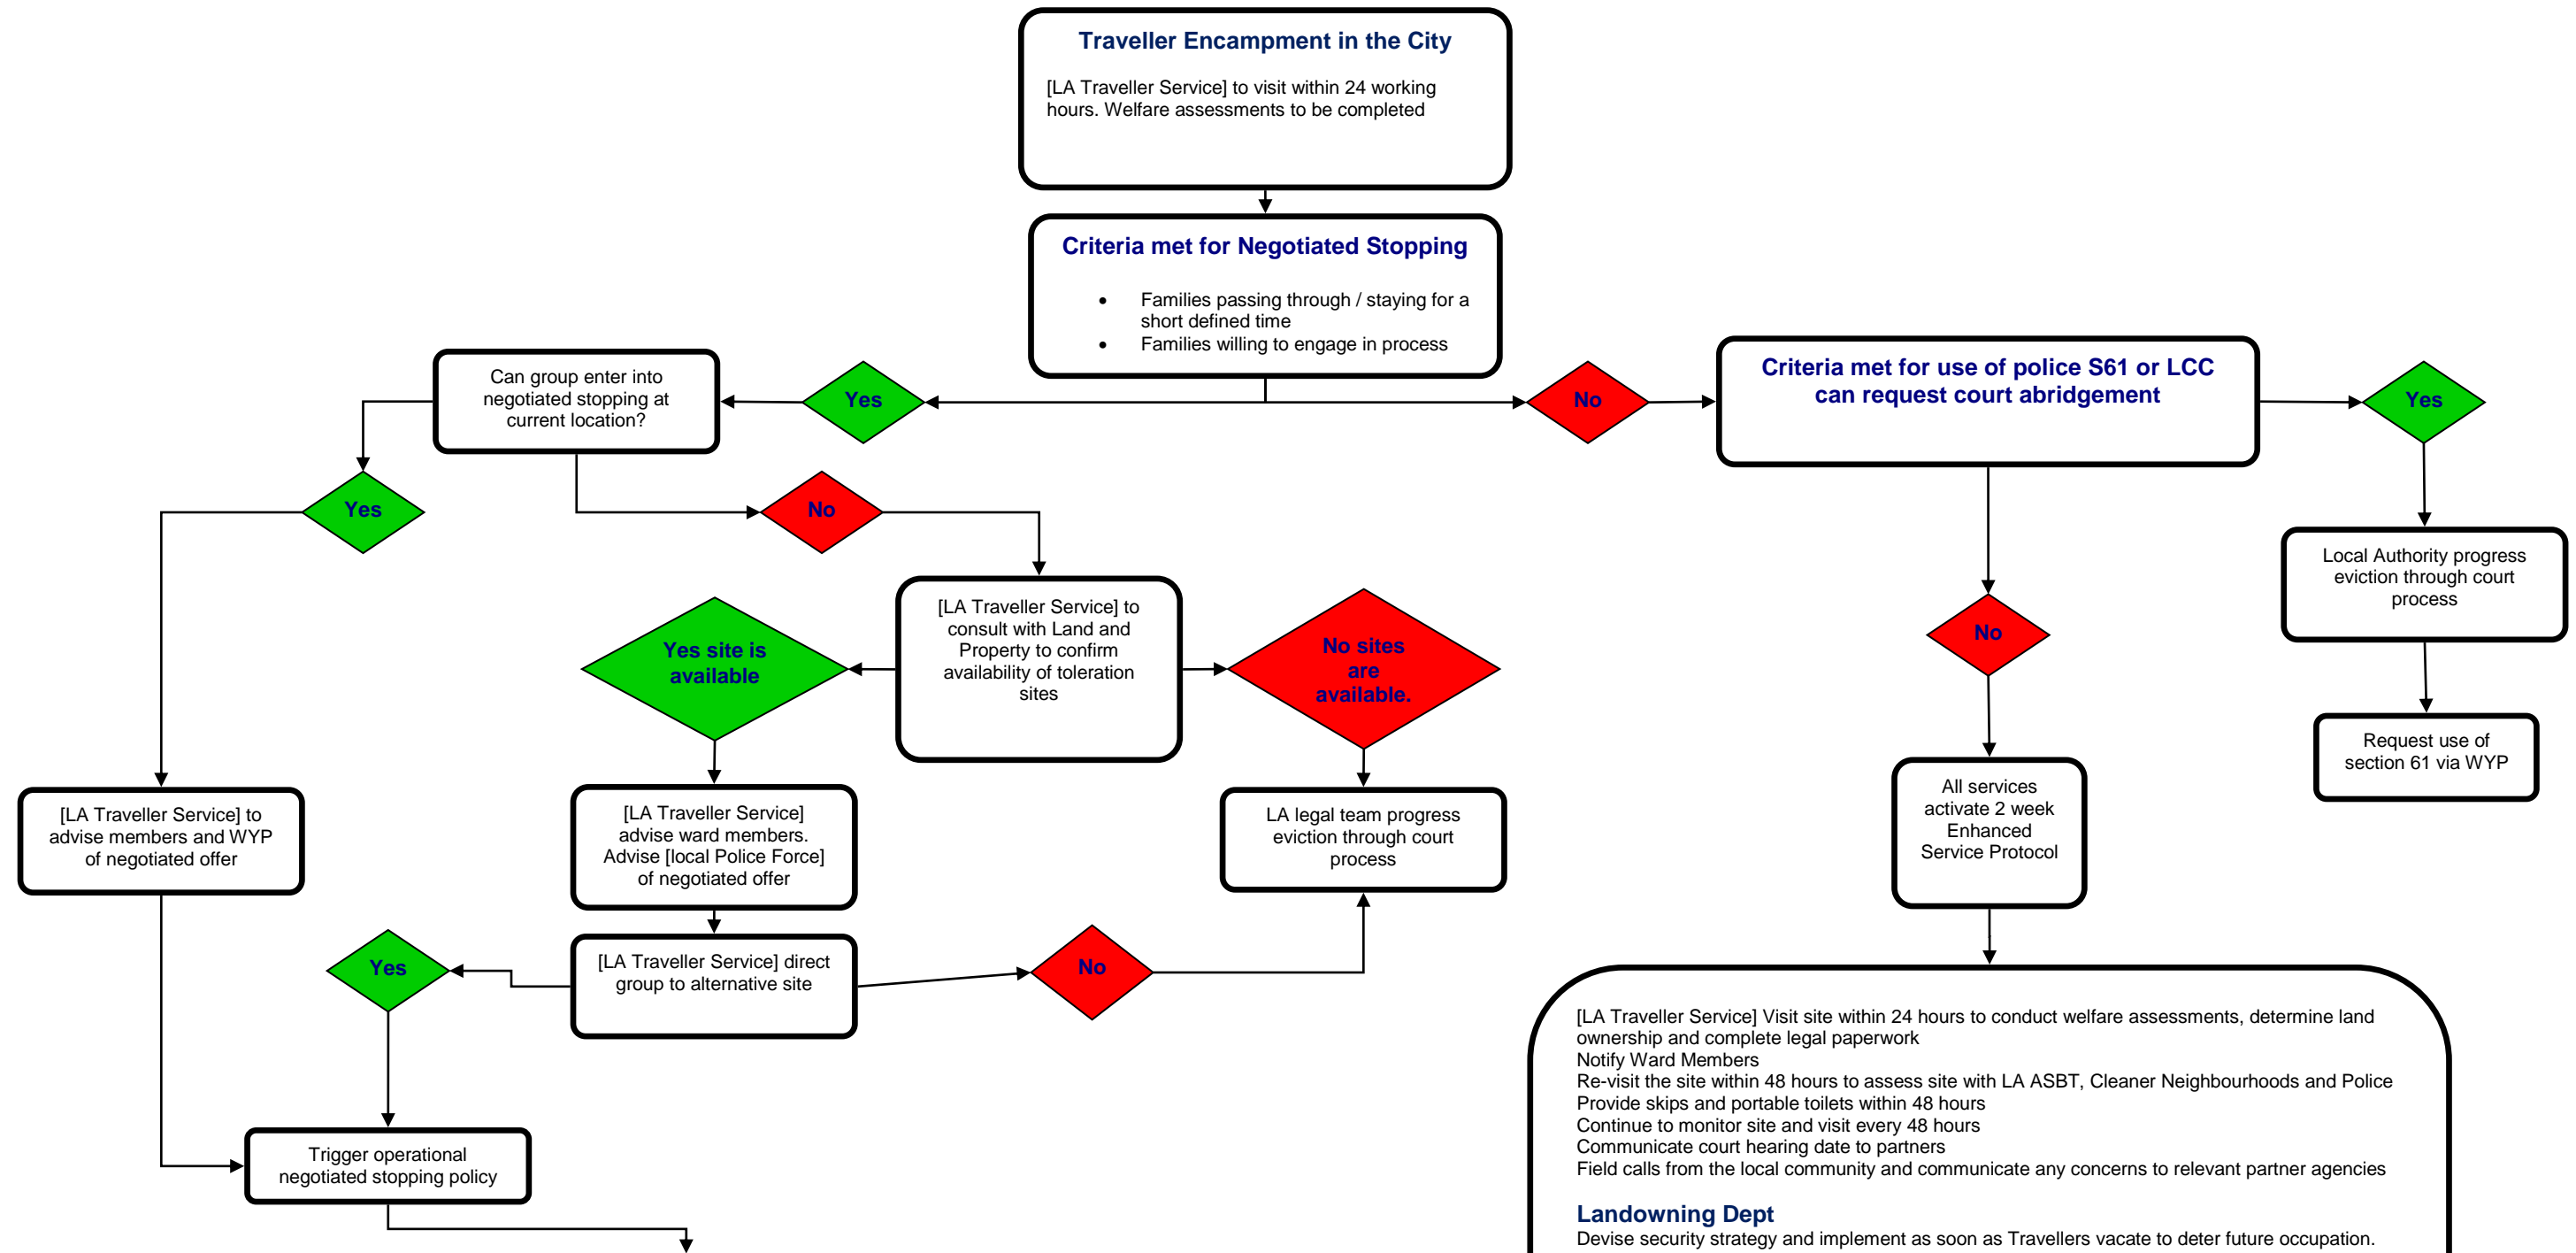 Traveller Encampment in the City
[LA Traveller Service] to visit within 24 working
hours. Welfare assessments to be completed
Criteria met for Negotiated Stopping
• Families passing through / staying for a
short defined time
• Families willing to engage in process
Can group enter into
negotiated stopping at
current location?
Yes
No
Criteria met for use of police S61 or LCC
can request court abridgement
Yes
Yes
No
Local Authority progress
eviction through court
process
[LA Traveller Service] to
consult with Land and
Property to confirm
availability of toleration
sites
Yes site is
available
No sites
are
available.
No
Request use of
section 61 via WYP
[LA Traveller Service] to
advise members and WYP
of negotiated offer
[LA Traveller Service]
advise ward members.
Advise [local Police Force]
of negotiated offer
LA legal team progress
eviction through court
process
All services
activate 2 week
Enhanced
Service Protocol
Yes
[LA Traveller Service] direct
group to alternative site
No
[LA Traveller Service] Visit site within 24 hours to conduct welfare assessments, determine land
ownership and complete legal paperwork
Notify Ward Members
Re-visit the site within 48 hours to assess site with LA ASBT, Cleaner Neighbourhoods and Police
Provide skips and portable toilets within 48 hours
Continue to monitor site and visit every 48 hours
Communicate court hearing date to partners
Field calls from the local community and communicate any concerns to relevant partner agencies
Landowning Dept
Devise security strategy and implement as soon as Travellers vacate to deter future occupation.
Trigger operational
negotiated stopping policy